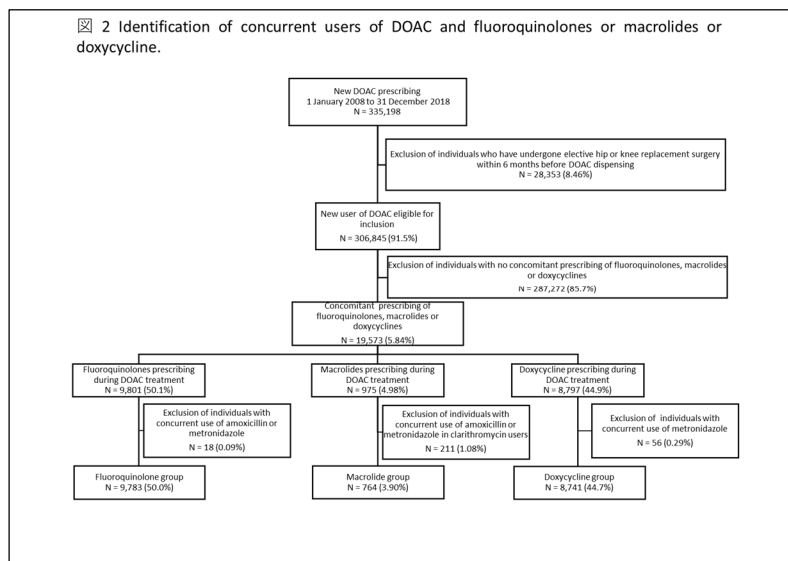 図 2 Identification of concurrent users of DOAC and fluoroquinolones or macrolides or
doxycycline.
New DOAC prescribing
1 January 2008 to 31 December 2018
N = 335,198
Exclusion of individuals who have undergone elective hip or knee replacement surgery
within 6 months before DOAC dispensing
N = 28,353 (8.46%)
New user of DOAC eligible for
inclusion
N = 306,845 (91.5%)
Exclusion of individuals with no concomitant prescribing of fluoroquinolones, macrolides
or doxycyclines
N = 287,272 (85.7%)
Concomitant prescribing of
fluoroquinolones, macrolides or
doxycyclines
N = 19,573 (5.84%)
Fluoroquinolones prescribing
during DOAC treatment
N = 9,801 (50.1%)
Macrolides prescribing during
DOAC treatment
N = 975 (4.98%)
Doxycycline prescribing during
DOAC treatment
N = 8,797 (44.9%)
Exclusion of individuals with
concurrent use of amoxicillin or
metronidazole
N = 18 (0.09%)
Exclusion of individuals with
concurrent use of amoxicillin or
metronidazole in clarithromycin users
N = 211 (1.08%)
Exclusion of individuals with
concurrent use of metronidazole
N = 56 (0.29%)
Fluoroquinolone group
N = 9,783 (50.0%)
Macrolide group
N = 764 (3.90%)
Doxycycline group
N = 8,741 (44.7%)